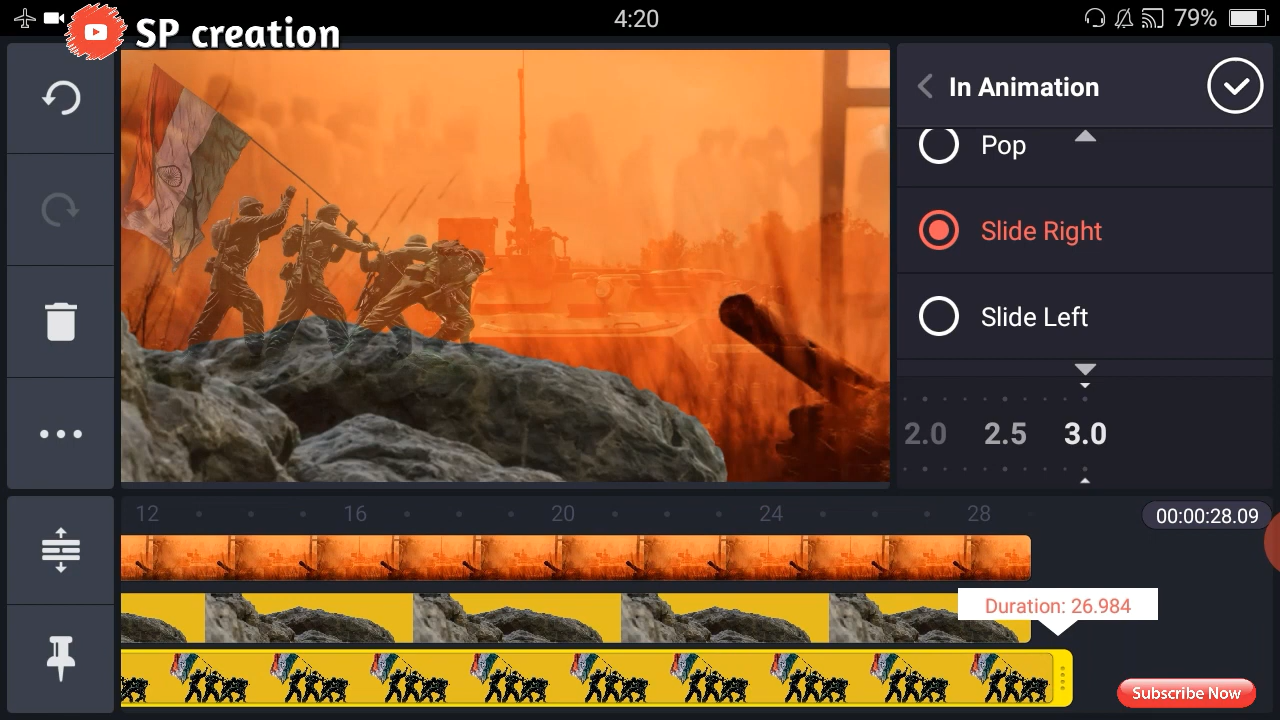 4:20
79%
SP creation
In Animation
Pop
Slide Right
Slide Left
2.0 2.5 3.0
12 16 20 24 28
00:00:28.09
Duration: 26.984
Subscribe Now